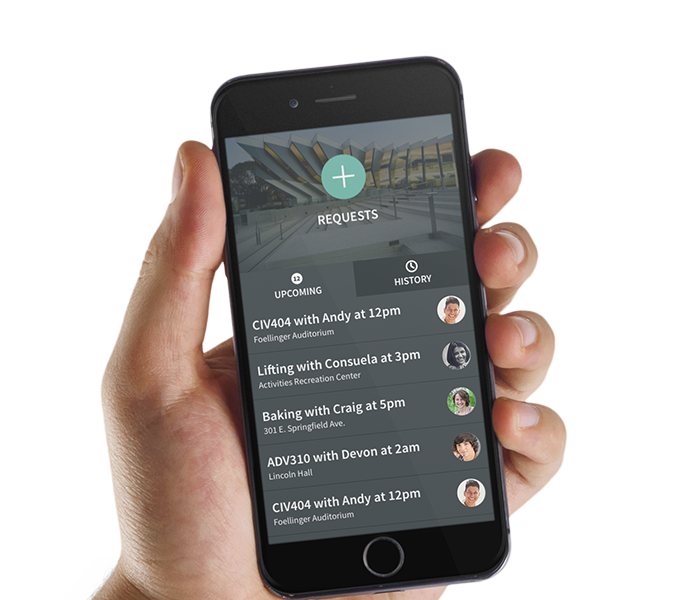 REQUESTS
12
UPCOMING
HISTORY
CIV404 with Andy at 12pm
Foellinger Auditorium
Lifting with Consuela at 3pm
Activities Recreation Center
Baking with Craig at 5pm
301 E. Springfield Ave.
ADV310 with Devon at 2am
Lincoln Hall
CIV404 with Andy at 12pm
Foellinger Auditorium